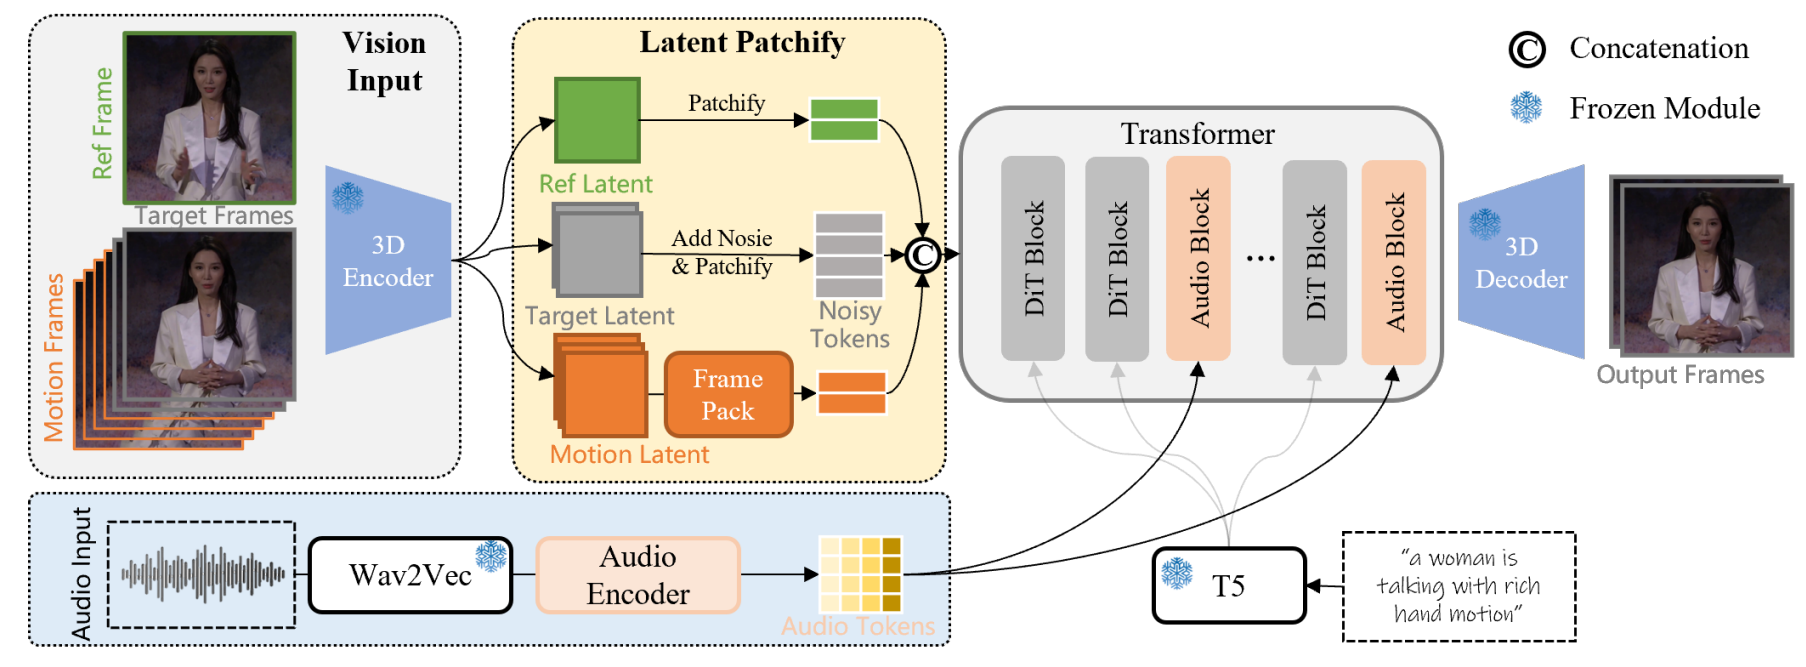 Vision
Input
Ref Frame
Target Frames
Motion Frames
3D
Encoder
Latent Patchify
Patchify
Ref Latent
Add Nosie
& Patchify
Target Latent
Noisy
Tokens
Frame
Pack
Motion Latent
C
Transformer
DiT Block
DiT Block
Audio Block
...
DiT Block
Audio Block
C Concatenation
Frozen Module
3D
Decoder
Output Frames
Audio Input
Wav2Vec
Audio
Encoder
Audio Tokens
T5
“a woman is
talking with rich
hand motion”